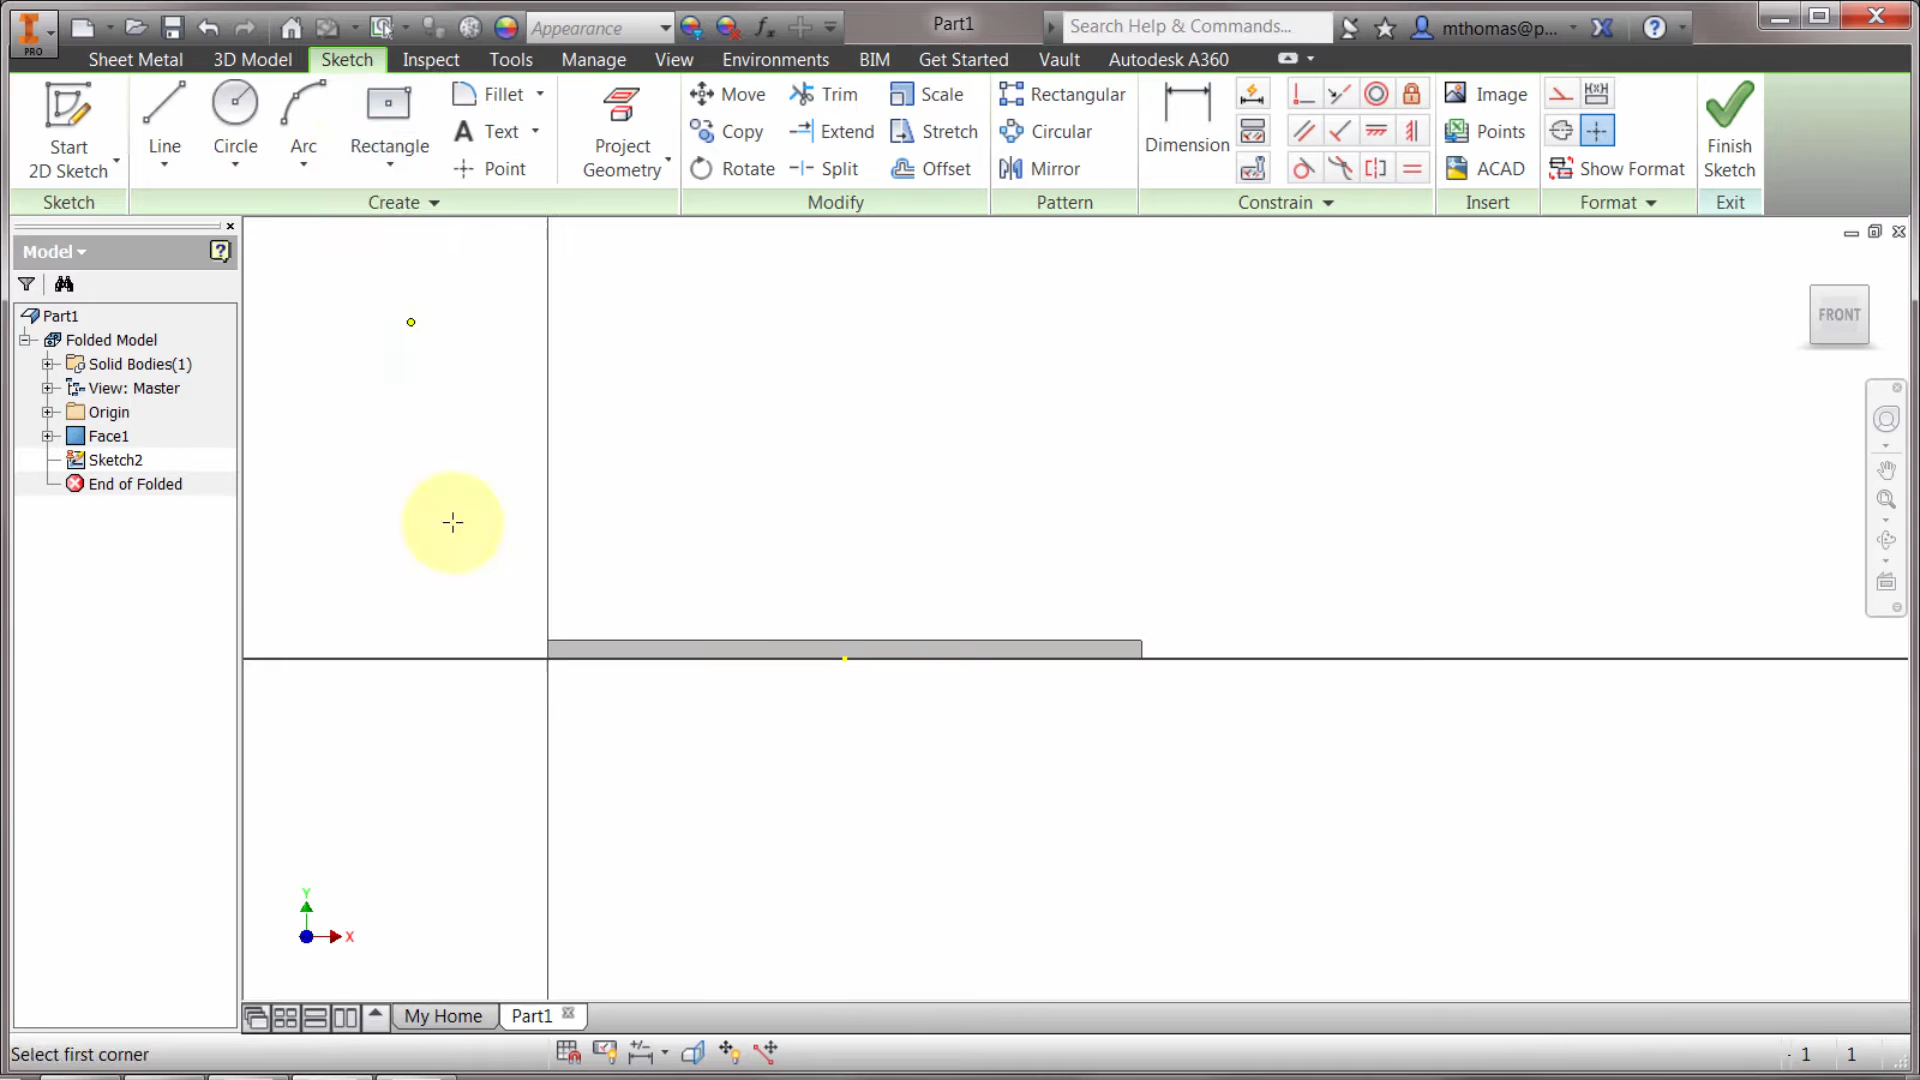 PRO
Appearance
Part1
Search Help & Commands...
mthomas@p...
Sheet Metal 3D Model Sketch Inspect Tools Manage View Environments BIM Get Started Vault Autodesk A360
Start
2D Sketch
Line
Circle
Arc
Rectangle
Fillet
Text
Point
Project
Geometry
Move
Copy
Rotate
Trim
Extend
Split
Scale
Stretch
Offset
Rectangular
Circular
Mirror
Dimension
Image
Points
ACAD
Show Format
Finish
Sketch
Sketch Create Modify Pattern Constrain Insert Format Exit
Model
Part1
Folded Model
Solid Bodies(1)
View: Master
Origin
Face1
Sketch2
End of Folded
FRONT
Y
X
My Home Part1
Select first corner
1 1